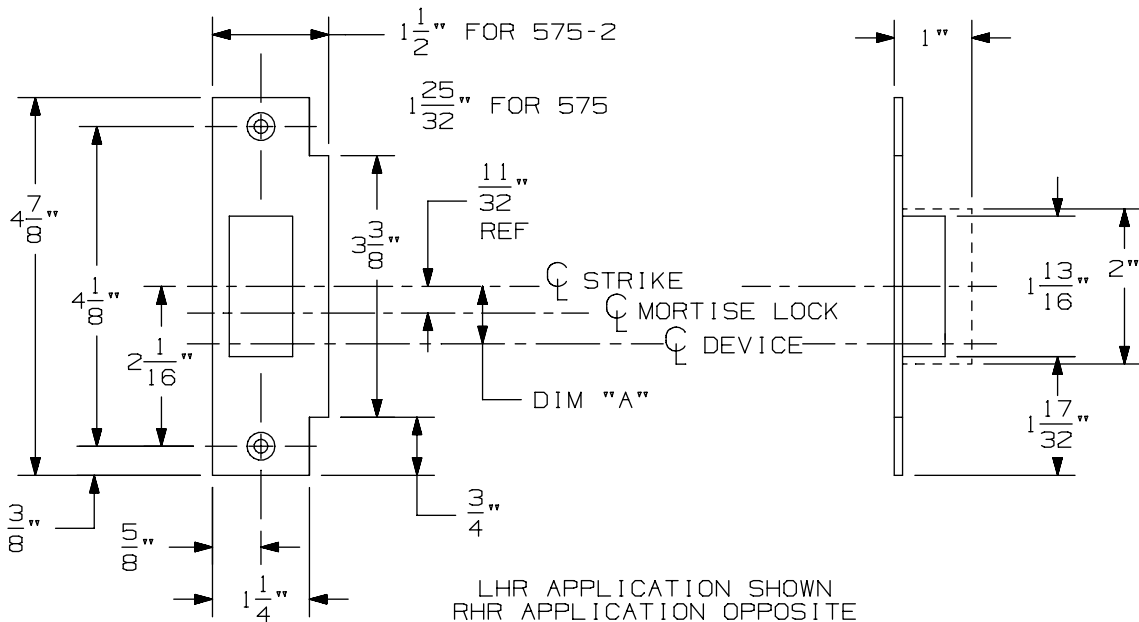 1 1/2" FOR 575-2
1"
1 25/32" FOR 575
4 7/8"
11/32"
REF
3 3/8"
4 1/8"
℄ STRIKE
2"
1 13/16"
℄ MORTISE LOCK
℄ DEVICE
2 1/16"
DIM "A"
1 17/32"
3/8"
5/8"
3/4"
1 1/4"
LHR APPLICATION SHOWN
RHR APPLICATION OPPOSITE